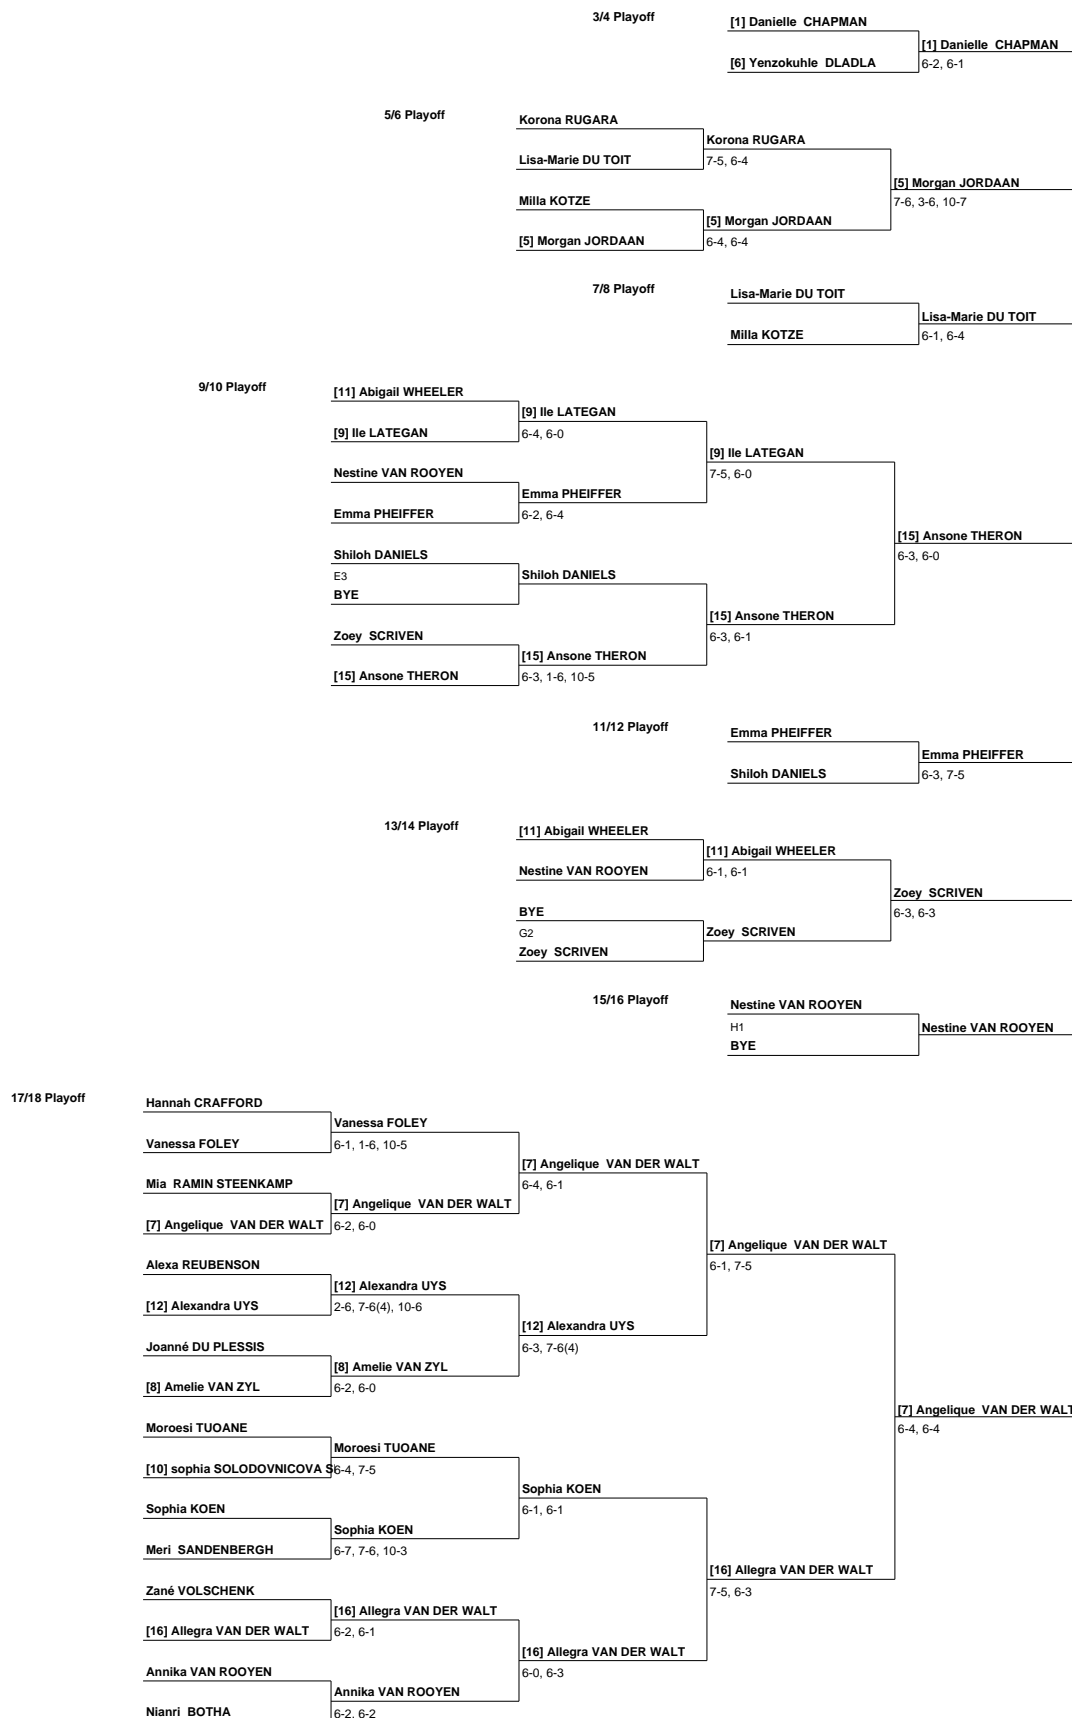 3/4 Playoff
[1] Danielle CHAPMAN
[1] Danielle CHAPMAN
[6] Yenzokuhle DLADLA
6-2, 6-1
5/6 Playoff
Korona RUGARA
Korona RUGARA
Lisa-Marie DU TOIT
7-5, 6-4
[5] Morgan JORDAAN
7-6, 3-6, 10-7
Milla KOTZE
[5] Morgan JORDAAN
[5] Morgan JORDAAN
6-4, 6-4
7/8 Playoff
Lisa-Marie DU TOIT
Lisa-Marie DU TOIT
Milla KOTZE
6-1, 6-4
9/10 Playoff
[11] Abigail WHEELER
[9] Ile LATEGAN
[9] Ile LATEGAN
6-4, 6-0
[9] Ile LATEGAN
7-5, 6-0
Nestine VAN ROOYEN
Emma PHEIFFER
Emma PHEIFFER
6-2, 6-4
[15] Ansone THERON
6-3, 6-0
Shiloh DANIELS
E3
Shiloh DANIELS
BYE
[15] Ansone THERON
6-3, 6-1
Zoey SCRIVEN
[15] Ansone THERON
[15] Ansone THERON
6-3, 1-6, 10-5
11/12 Playoff
Emma PHEIFFER
Emma PHEIFFER
Shiloh DANIELS
6-3, 7-5
13/14 Playoff
[11] Abigail WHEELER
[11] Abigail WHEELER
Nestine VAN ROOYEN
6-1, 6-1
Zoey SCRIVEN
6-3, 6-3
BYE
G2
Zoey SCRIVEN
Zoey SCRIVEN
15/16 Playoff
Nestine VAN ROOYEN
H1
Nestine VAN ROOYEN
BYE
17/18 Playoff
Hannah CRAFFORD
Vanessa FOLEY
Vanessa FOLEY
6-1, 1-6, 10-5
[7] Angelique VAN DER WALT
6-4, 6-1
Mia RAMIN STEENKAMP
[7] Angelique VAN DER WALT
[7] Angelique VAN DER WALT
6-2, 6-0
[7] Angelique VAN DER WALT
6-1, 7-5
Alexa REUBENSON
[12] Alexandra UYS
[12] Alexandra UYS
2-6, 7-6(4), 10-6
[12] Alexandra UYS
6-3, 7-6(4)
Joanné DU PLESSIS
[8] Amelie VAN ZYL
[8] Amelie VAN ZYL
6-2, 6-0
[7] Angelique VAN DER WALT
6-4, 6-4
Moroesi TUOANE
Moroesi TUOANE
[10] sophia SOLODOVNICOVA S
6-4, 7-5
Sophia KOEN
6-1, 6-1
Sophia KOEN
Sophia KOEN
Meri SANDENBERGH
6-7, 7-6, 10-3
[16] Allegra VAN DER WALT
7-5, 6-3
Zané VOLSCHENK
[16] Allegra VAN DER WALT
[16] Allegra VAN DER WALT
6-2, 6-1
[16] Allegra VAN DER WALT
6-0, 6-3
Annika VAN ROOYEN
Annika VAN ROOYEN
Nianri BOTHA
6-2, 6-2